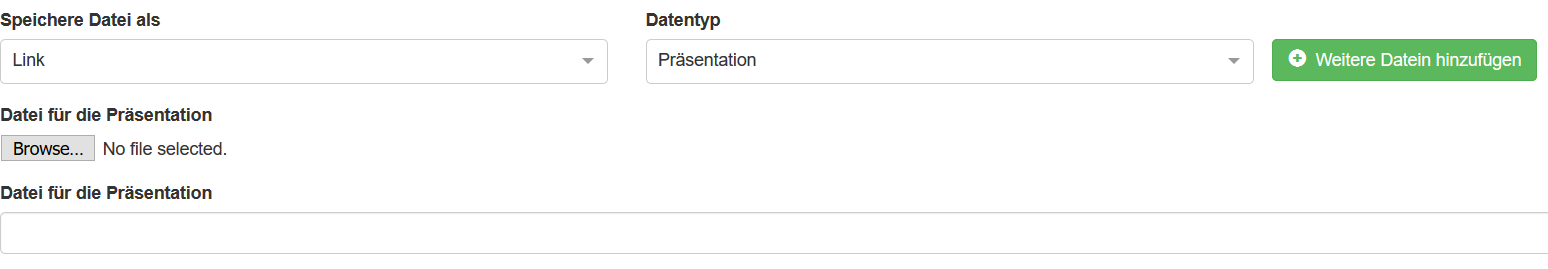 Speichere Datei als
Datentyp
Link
Präsentation
Weitere Datein hinzufügen
Datei für die Präsentation
Browse... No file selected.
Datei für die Präsentation